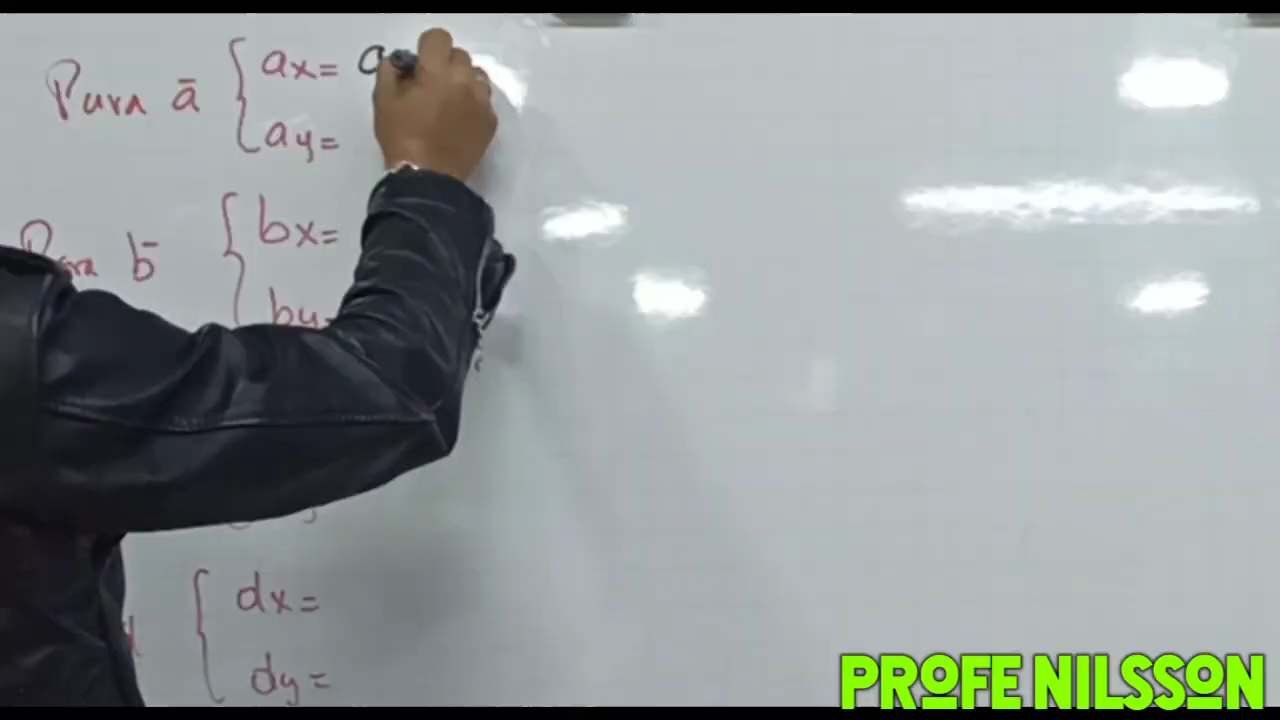 Para ā { ax= a
ay=
Para b̄ { bx=
by=
{ dx=
dy=
PROFE NILSSON